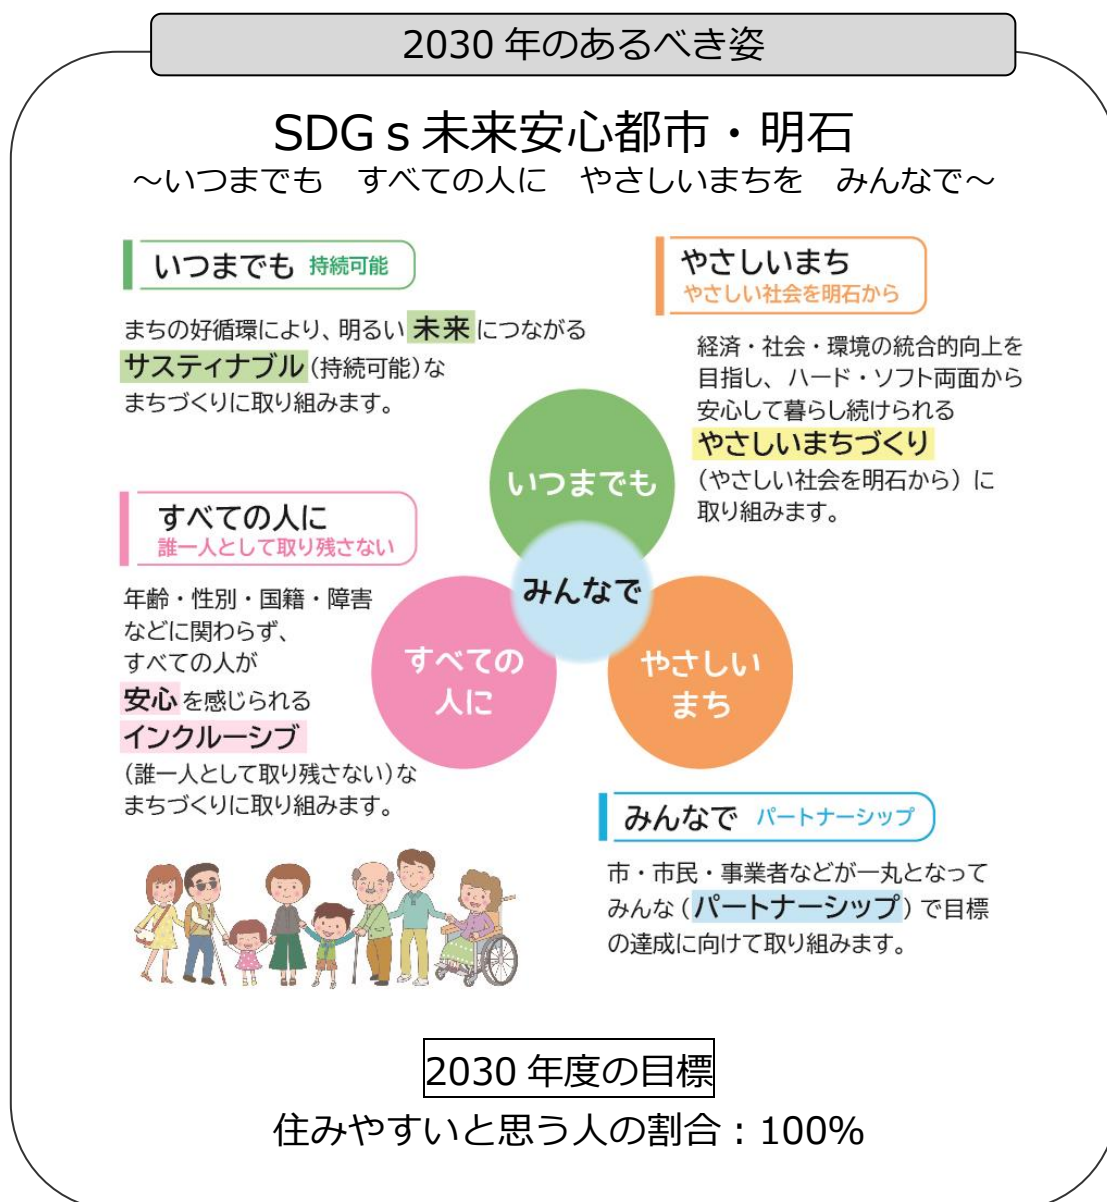 2030 年のあるべき姿
SDGｓ未来安心都市・明石
～いつまでも　すべての人に　やさしいまちを　みんなで～
いつまでも 持続可能
まちの好循環により、明るい 未来 につながる
サスティナブル (持続可能)な
まちづくりに取り組みます。
やさしいまち
やさしい社会を明石から
経済・社会・環境の統合的向上を
目指し、ハード・ソフト両面から
安心して暮らし続けられる
やさしいまちづくり
（やさしい社会を明石から）に
取り組みます。
すべての人に
誰一人として取り残さない
年齢・性別・国籍・障害
などに関わらず、
すべての人が
安心 を感じられる
インクルーシブ
(誰一人として取り残さない)な
まちづくりに取り組みます。
いつまでも
みんなで
すべての
人に
やさしい
まち
みんなで パートナーシップ
市・市民・事業者などが一丸となって
みんな (パートナーシップ) で目標
の達成に向けて取り組みます。
2030 年度の目標
住みやすいと思う人の割合：100%